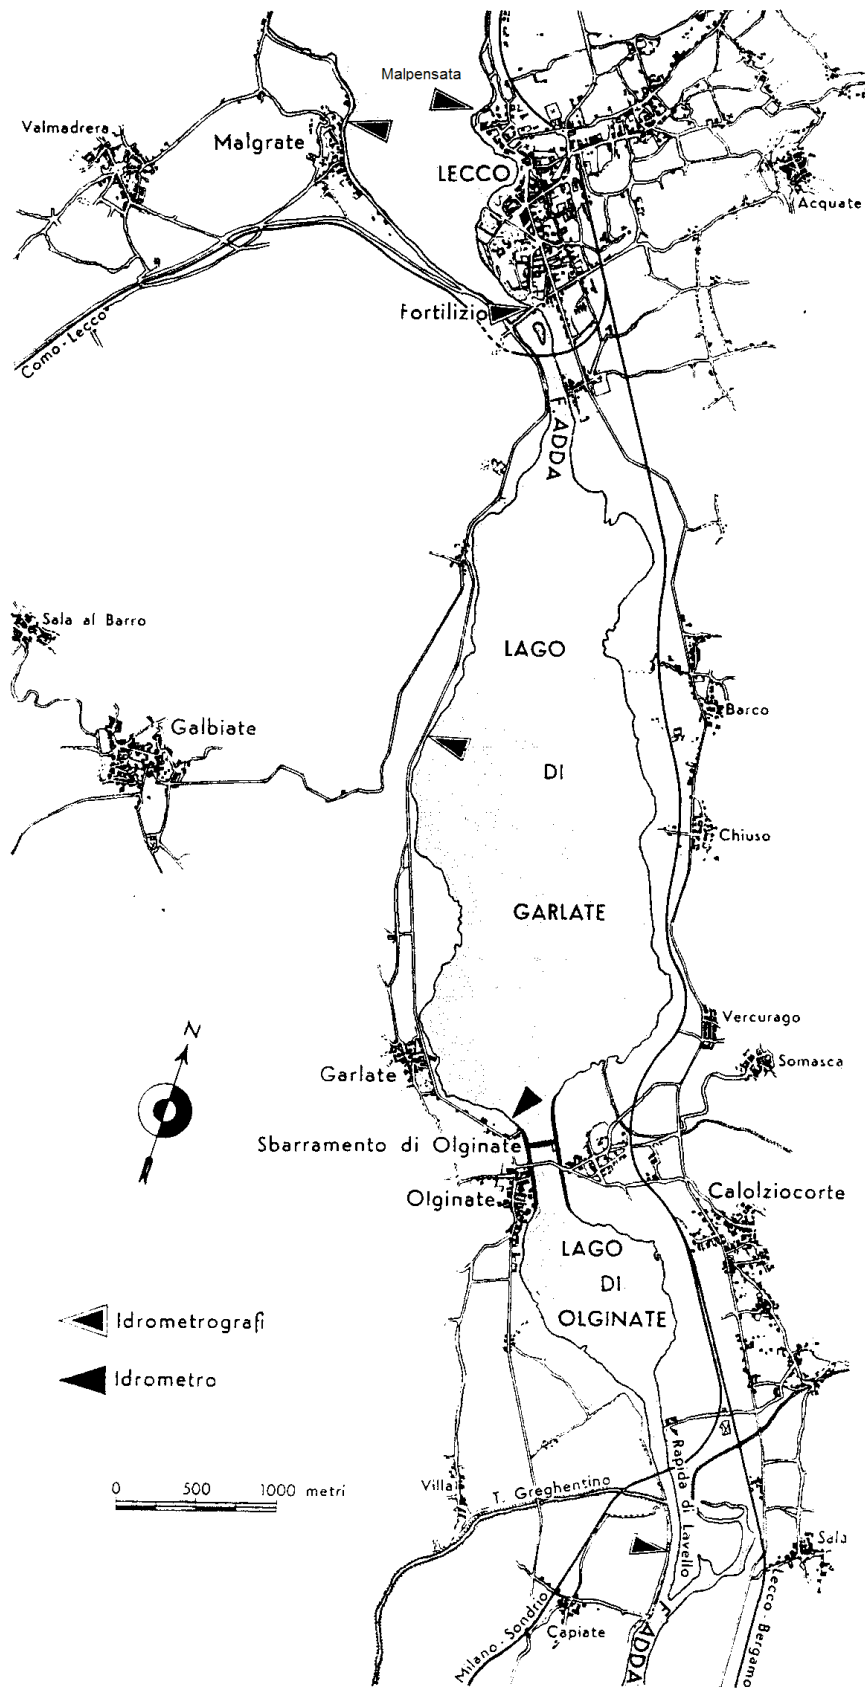 Malpensata
Valmadrera
Malgrate
LECCO
Acquate
Fortilizio
Como-Lecco
F. ADDA
Sala al Barro
LAGO
Galbiate
Barco
DI
Chiuso
GARLATE
N
Vercurago
Somasca
Garlate
Sbarramento di Olginate
Olginate
Calolziocorte
LAGO
DI
OLGINATE
Idrometrografi
Idrometro
0 500 1000 metri
Villa
T. Greghentino
Rapida di Lavello
Sala
Milano-Sondrio
Capiate
F. ADDA
Lecco-Bergamo